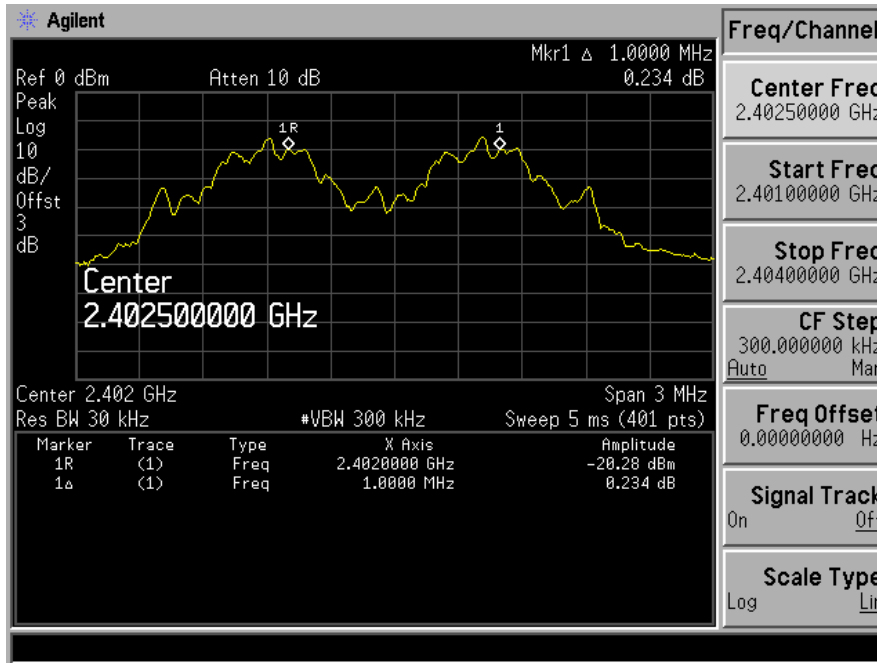 Agilent
Freq/Channel
Mkr1 Δ 1.0000 MHz
Ref 0 dBm Atten 10 dB 0.234 dB
Peak
Log
10
dB/
Offst
3
dB
1R
1
Center
2.402500000 GHz
Center 2.402 GHz Span 3 MHz
Res BW 30 kHz #VBW 300 kHz Sweep 5 ms (401 pts)
Marker Trace Type X Axis Amplitude
1R (1) Freq 2.4020000 GHz -20.28 dBm
1Δ (1) Freq 1.0000 MHz 0.234 dB
Center Freq
2.40250000 GHz
Start Freq
2.40100000 GHz
Stop Freq
2.40400000 GHz
CF Step
300.000000 kHz
Auto Man
Freq Offset
0.00000000 Hz
Signal Track
On Off
Scale Type
Log Lin